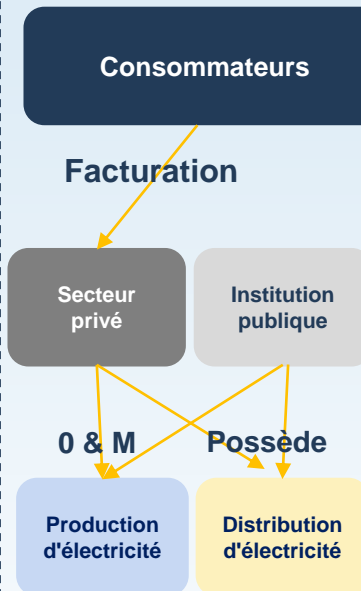 Consommateurs
Facturation
Secteur
privé
Institution
publique
0 & M
Possède
Production
d'électricité
Distribution
d'électricité